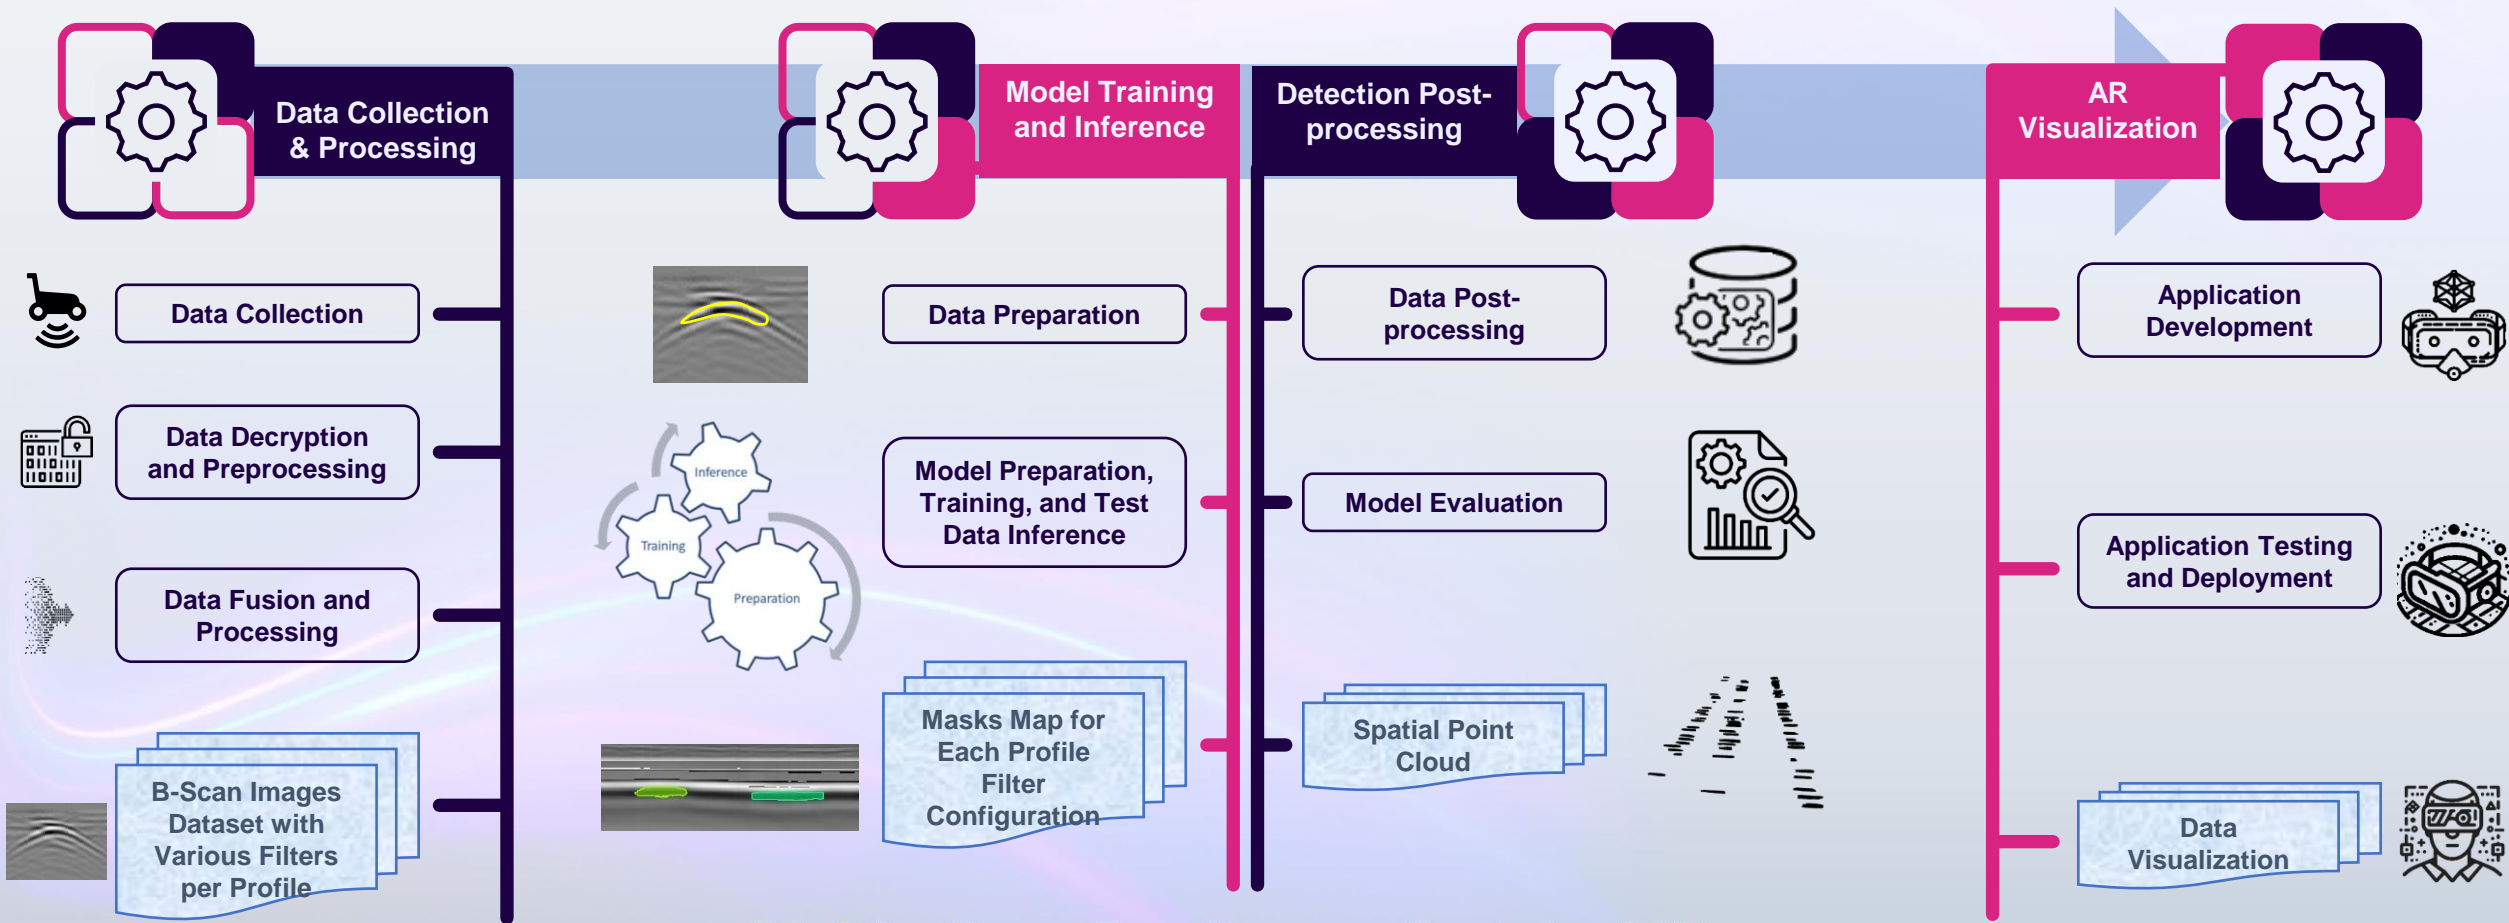 Data Collection
& Processing
Data Collection
Data Decryption
and Preprocessing
Data Fusion and
Processing
B-Scan Images
Dataset with
Various Filters
per Profile
Model Training
and Inference
Data Preparation
Inference
Training
Preparation
Model Preparation,
Training, and Test
Data Inference
Masks Map for
Each Profile
Filter
Configuration
Detection Post-
processing
Data Post-
processing
Model Evaluation
Spatial Point
Cloud
AR
Visualization
Application
Development
Application Testing
and Deployment
Data
Visualization